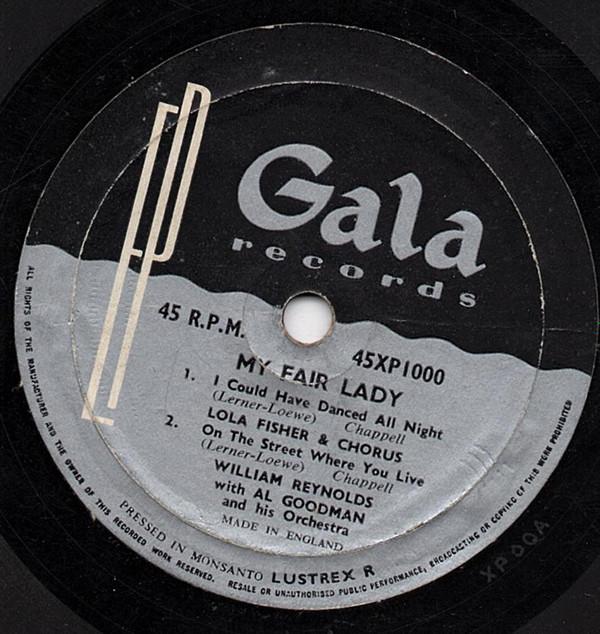 EP
Gala
records
45 R.P.M.
45XP1000
MY FAIR LADY
1. I Could Have Danced All Night
(Lerner-Loewe) Chappell
LOLA FISHER & CHORUS
2. On The Street Where You Live
(Lerner-Loewe) Chappell
WILLIAM REYNOLDS
with AL GOODMAN
and his Orchestra
MADE IN ENGLAND
PRESSED IN MONSANTO LUSTREX R
ALL RIGHTS OF THE MANUFACTURER AND THE OWNER OF THIS RECORDED WORK RESERVED. RESALE OR UNAUTHORISED PUBLIC PERFORMANCE, BROADCASTING OR COPYING OF THIS WORK PROHIBITED